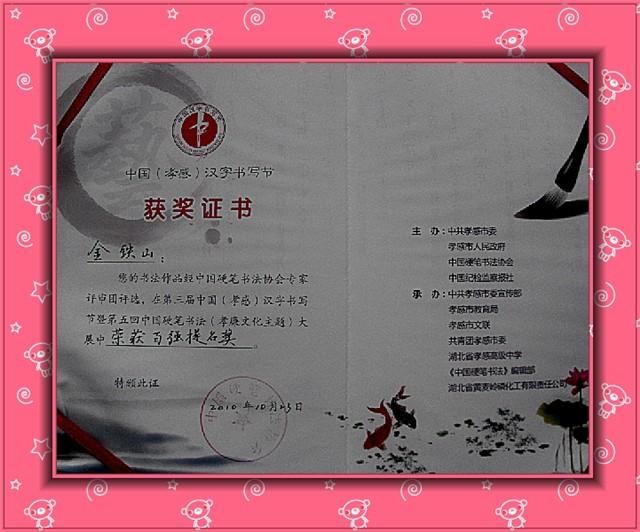 中国（孝感）汉字书写节
获奖证书
金铁山：
您的书法作品经中国硬笔书法协会专家
评审团评选，在第三届中国（孝感）汉字书写
节暨第五回中国硬笔书法（孝廉文化主题）大
展中荣获百强提名奖。
特颁此证
2010年10月23日
主　办：中共孝感市委
孝感市人民政府
中国硬笔书法协会
中国纪检监察报社
承　办：中共孝感市委宣传部
孝感市教育局
孝感市文联
共青团孝感市委
湖北省孝感高级中学
《中国硬笔书法》编辑部
湖北省黄麦岭磷化工有限责任公司